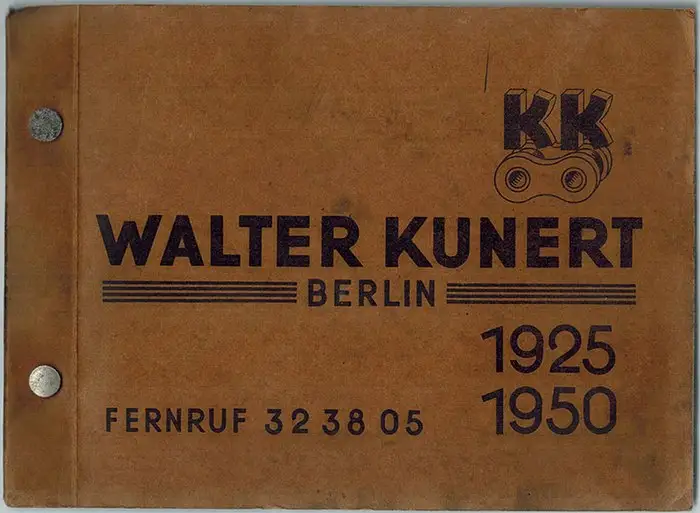 KK
WALTER KUNERT
BERLIN
1925
1950
FERNRUF 32 38 05